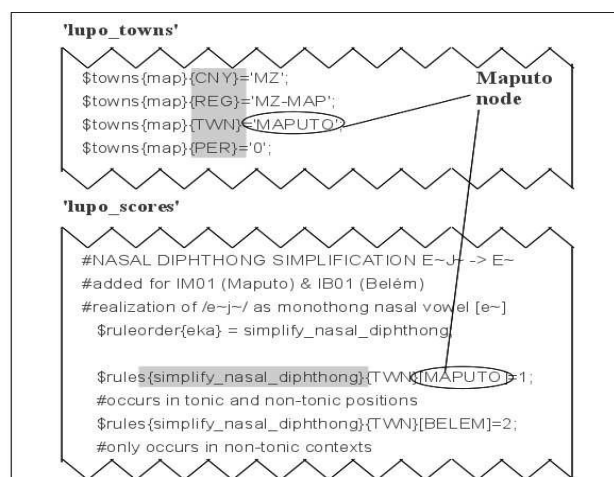 'lupo_towns'
$towns{map}{CNY}='MZ';
$towns{map}{REG}='MZ-MAP';
$towns{map}{TWN}='MAPUTO';
$towns{map}{PER}='0';
Maputo
node
'lupo_scores'
#NASAL DIPHTHONG SIMPLIFICATION E~J~ -> E~
#added for IM01 (Maputo) & IB01 (Belém)
#realization of /e~j~/ as monothong nasal vowel [e~]
$ruleorder{eka} = simplify_nasal_diphthong;
$rules{simplify_nasal_diphthong}{TWN}[MAPUTO]=1;
#occurs in tonic and non-tonic positions
$rules{simplify_nasal_diphthong}{TWN}[BELEM]=2;
#only occurs in non-tonic contexts